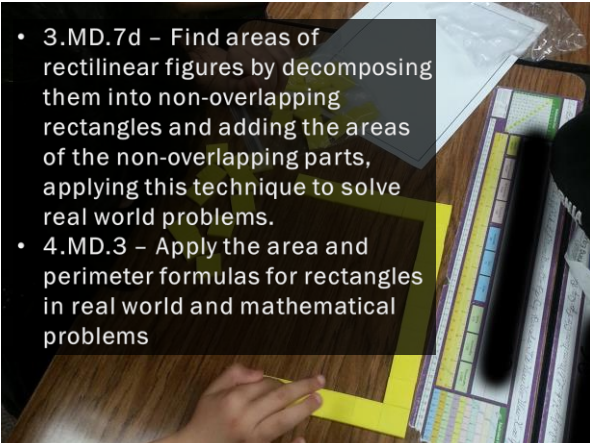 • 3.MD.7d – Find areas of
rectilinear figures by decomposing
them into non-overlapping
rectangles and adding the areas
of the non-overlapping parts,
applying this technique to solve
real world problems.
• 4.MD.3 – Apply the area and
perimeter formulas for rectangles
in real world and mathematical
problems